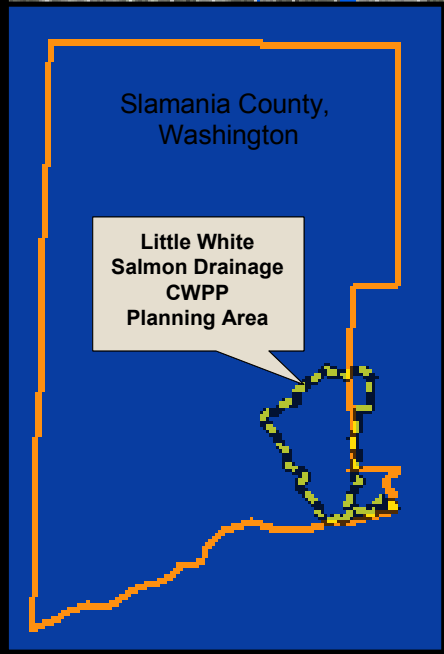 Slamania County,
Washington
Little White
Salmon Drainage
CWPP
Planning Area